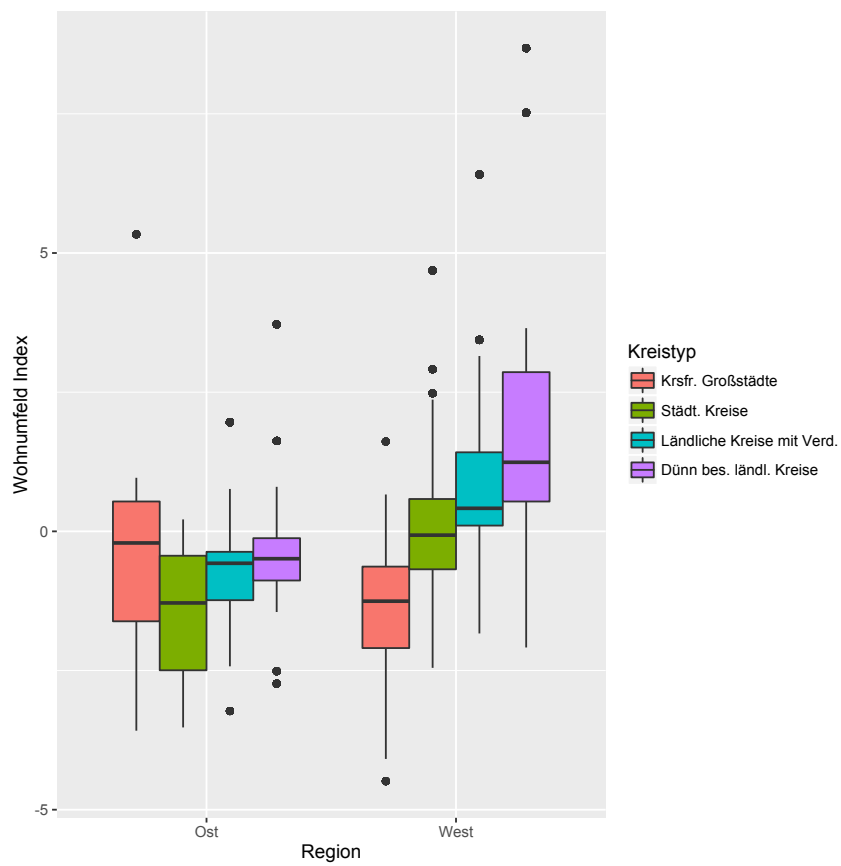 Wohnumfeld Index
5
0
-5
Ost
West
Region
Kreistyp
Krsfr. Großstädte
Städt. Kreise
Ländliche Kreise mit Verd.
Dünn bes. ländl. Kreise